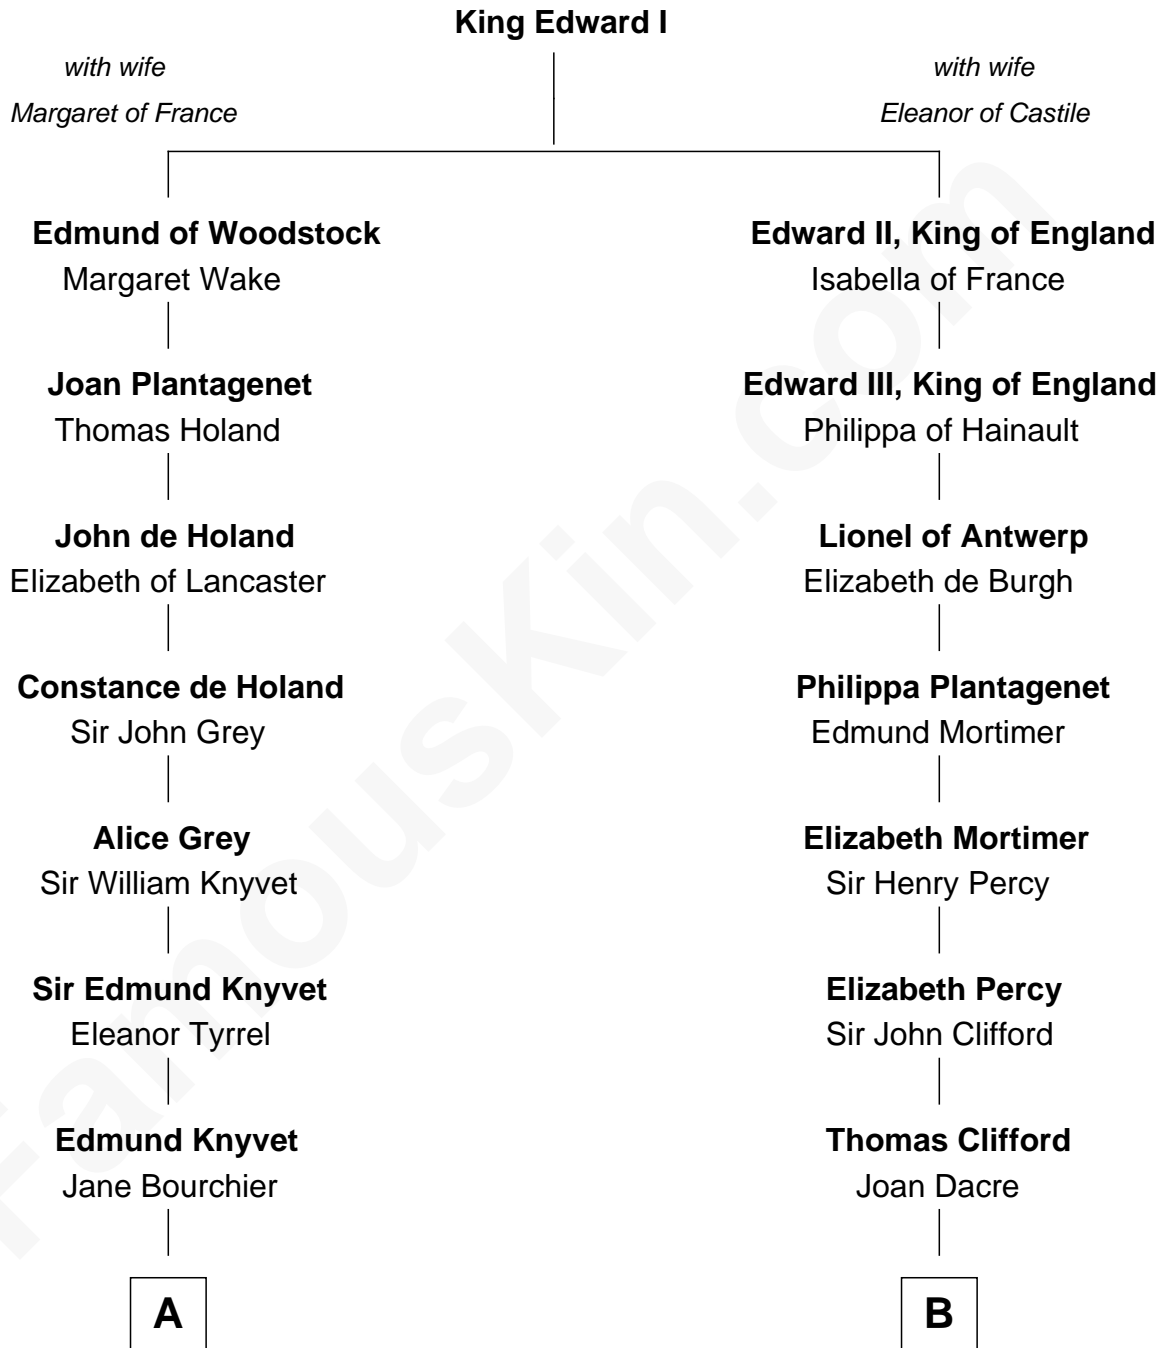 King Edward I
with wife
Margaret of France
with wife
Eleanor of Castile
Edmund of Woodstock
Margaret Wake
Edward II, King of England
Isabella of France
Joan Plantagenet
Thomas Holand
Edward III, King of England
Philippa of Hainault
John de Holand
Elizabeth of Lancaster
Lionel of Antwerp
Elizabeth de Burgh
Constance de Holand
Sir John Grey
Philippa Plantagenet
Edmund Mortimer
Alice Grey
Sir William Knyvet
Elizabeth Mortimer
Sir Henry Percy
Sir Edmund Knyvet
Eleanor Tyrrel
Elizabeth Percy
Sir John Clifford
Edmund Knyvet
Jane Bourchier
Thomas Clifford
Joan Dacre
A
B
FamousKin.com